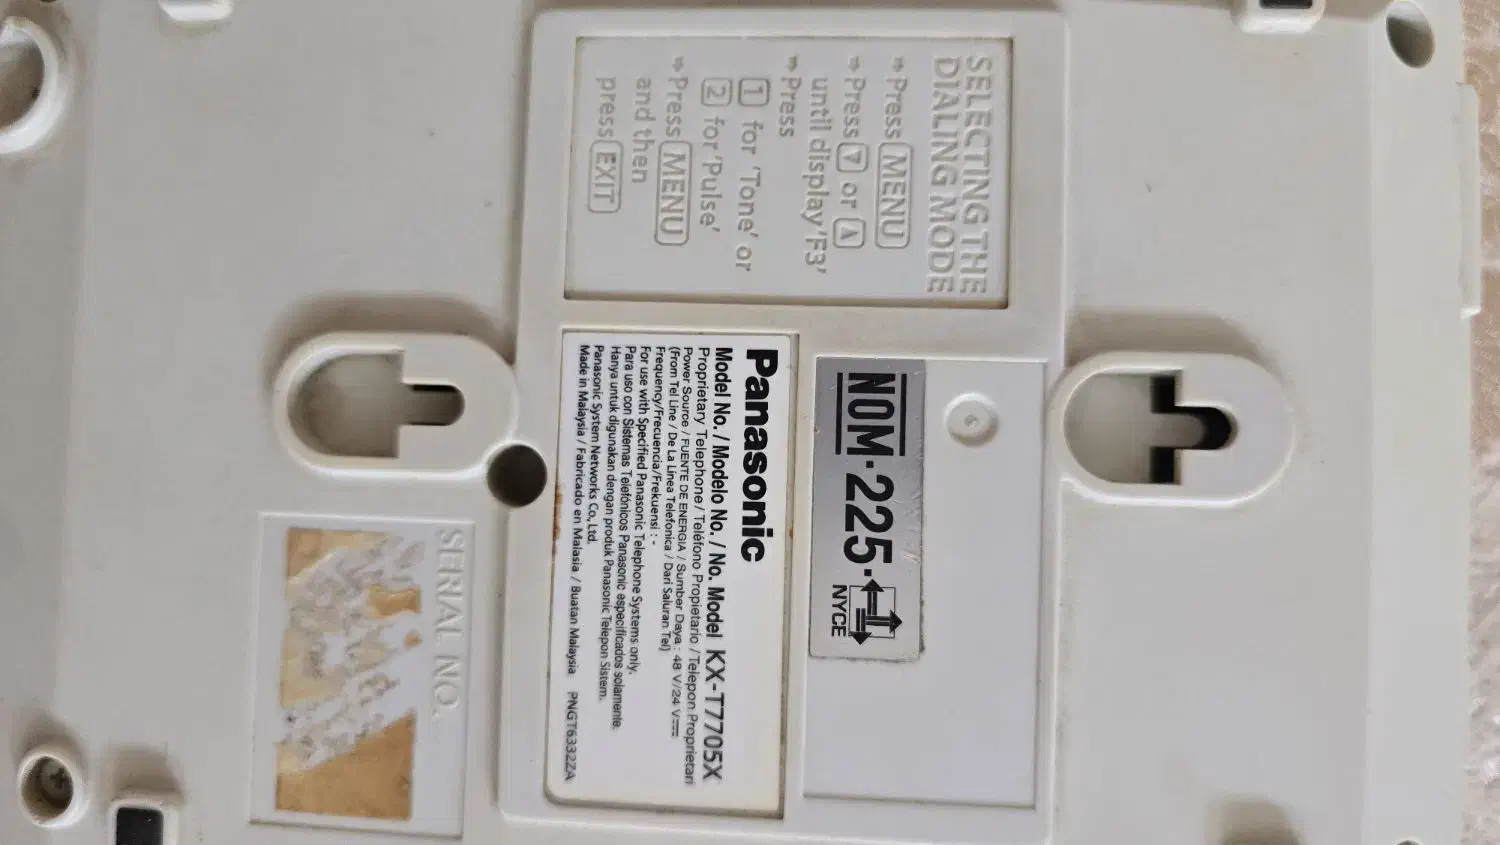 SELECTING THE
DIALING MODE
➡Press MENU
➡Press ▼ or ▲
until display 'F3'
➡Press
1 for 'Tone' or
2 for 'Pulse'
➡Press MENU
and then
press EXIT
NOM-225-
NYCE
Panasonic
Model No. / Modelo No. / No. Model KX-T7705X
Proprietary Telephone / Teléfono Propietario / Telepon Proprietari
Power Source / FUENTE DE ENERGIA / Sumber Daya : 48 V/24 V⎓
(From Tel Line / De La Linea Telefonica / Dari Saluran Tel)
Frequency/Frecuencia/Frekuensi : -
For use with Specified Panasonic Telephone Systems only.
Para uso con Sistemas Telefónicos Panasonic especificados solamente.
Hanya untuk digunakan dengan produk Panasonic Telepon Sistem.
Panasonic System Networks Co., Ltd.
Made in Malaysia / Fabricado en Malasia / Buatan Malaysia PNGT6332ZA
SERIAL NO.